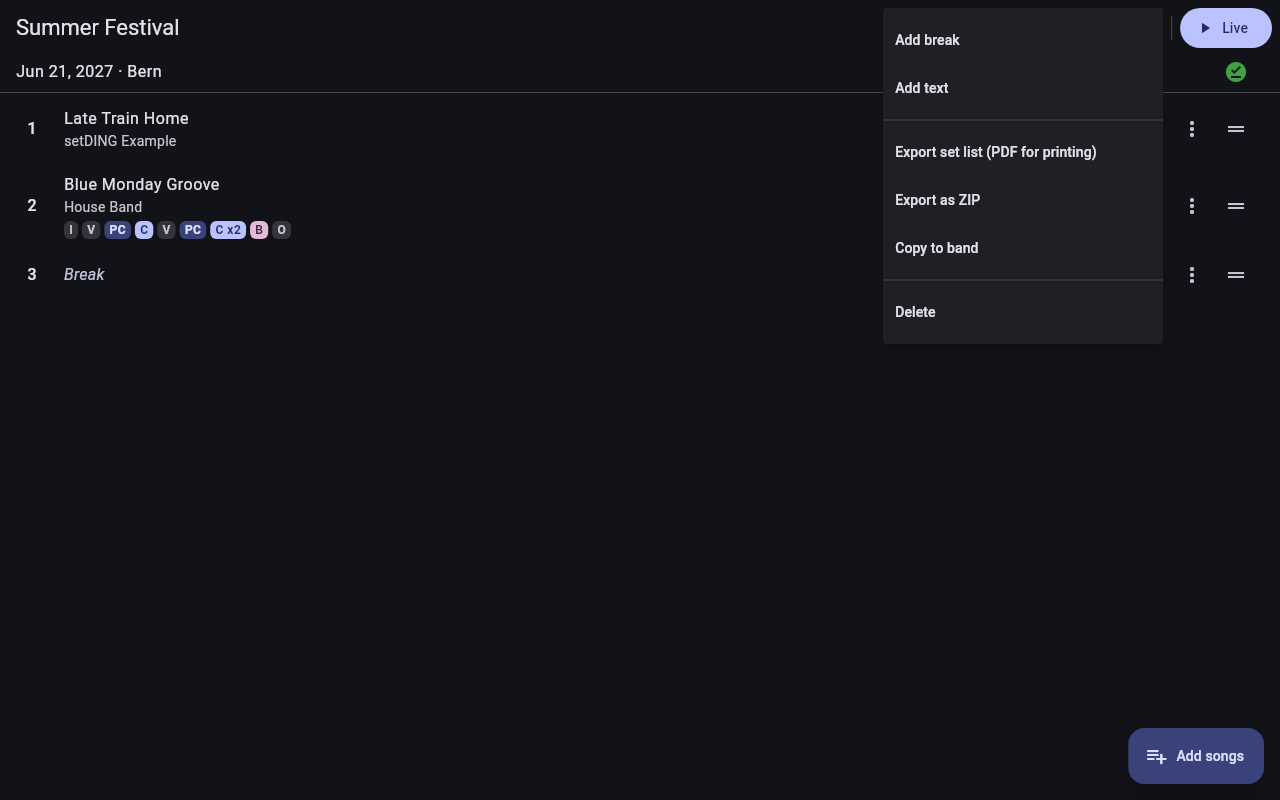 Summer Festival
Live
Jun 21, 2027 · Bern
1
Late Train Home
setDING Example
2
Blue Monday Groove
House Band
I V PC C V PC C x2 B O
3
Break
Add break
Add text
Export set list (PDF for printing)
Export as ZIP
Copy to band
Delete
Add songs